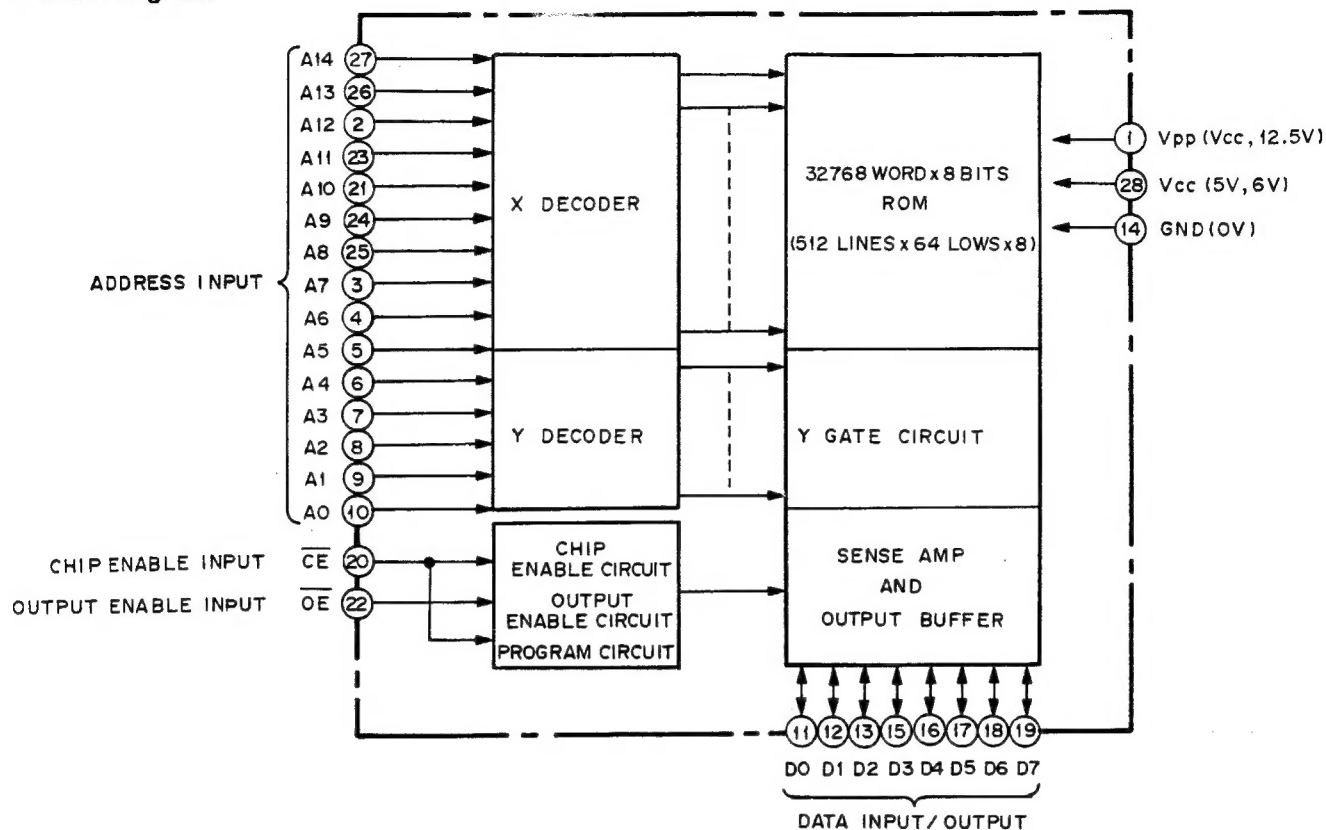 A14 27
A13 26
A12 2
A11 23
A10 21
A9 24
A8 25
A7 3
A6 4
A5 5
A4 6
A3 7
A2 8
A1 9
A0 10
ADDRESS INPUT
CHIP ENABLE INPUT CE 20
OUTPUT ENABLE INPUT OE 22
X DECODER
Y DECODER
CHIP
ENABLE CIRCUIT
OUTPUT
ENABLE CIRCUIT
PROGRAM CIRCUIT
32768 WORD x 8 BITS
ROM
(512 LINES x 64 LOWS x 8)
Y GATE CIRCUIT
SENSE AMP
AND
OUTPUT BUFFER
1 Vpp (Vcc, 12.5V)
28 Vcc (5V, 6V)
14 GND (0V)
11 12 13 15 16 17 18 19
D0 D1 D2 D3 D4 D5 D6 D7
DATA INPUT/OUTPUT